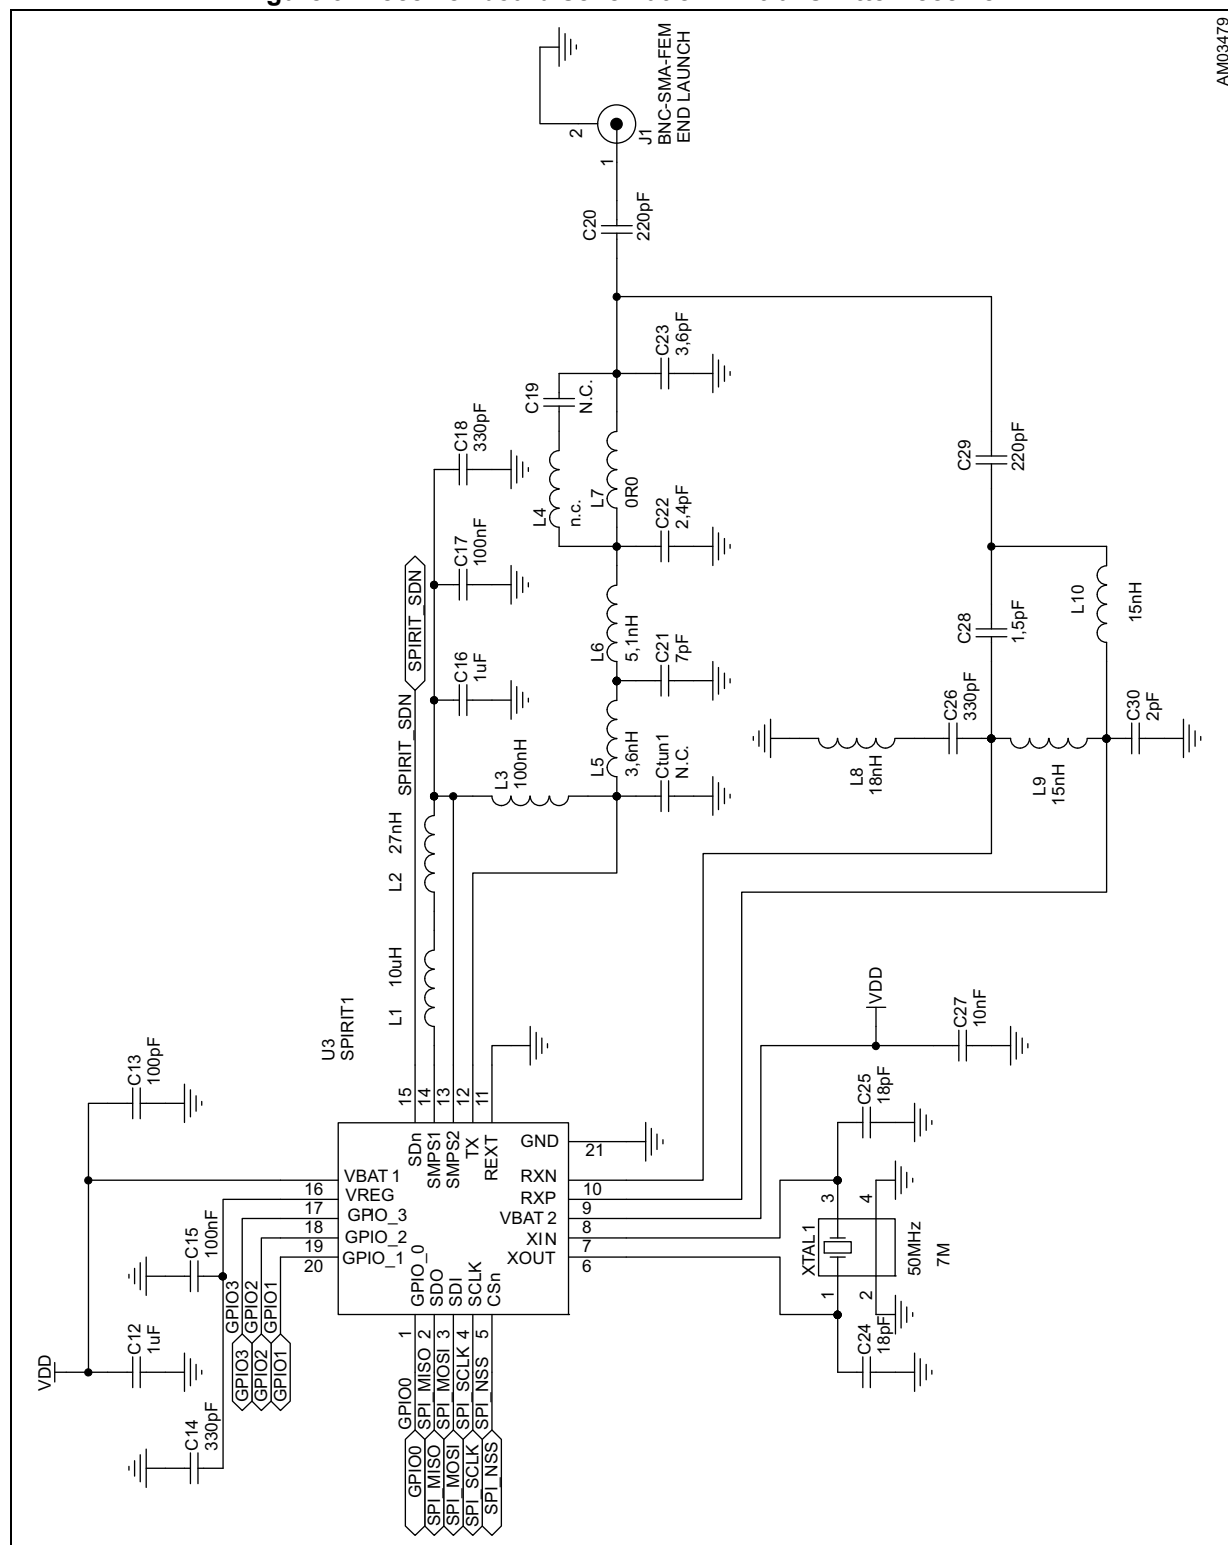 AM03479
BNC-SMA-FEM
END LAUNCH
J1
1
2
C20
220pF
C23
3,6pF
C19
N.C.
L4
n.c.
L7
0R0
C22
2,4pF
C18
330pF
C17
100nF
C16
1uF
SPIRIT_SDN
SPIRIT_SDN
L6
5,1nH
C21
7pF
L5
3,6nH
Ctun1
N.C.
L3
100nH
L2 27nH
L1 10uH
C29
220pF
C28
1,5pF
L10
15nH
C26
330pF
L8
18nH
L9
15nH
C30
2pF
U3
SPIRIT1
C13
100pF
15
14
13
12
11
SDn
SMPS1
SMPS2
TX
REXT
GND
21
VBAT1
VREG
GPIO_3
GPIO_2
GPIO_1
16
17
18
19
20
RXN
RXP
VBAT2
XIN
XOUT
10
9
8
7
6
GPIO_0
SDO
SDI
SCLK
CSn
1
2
3
4
5
VDD
C27
10nF
C25
18pF
XTAL1
50MHz
7M
1
2
3
4
C24
18pF
C15
100nF
VDD
C12
1uF
C14
330pF
GPIO3
GPIO2
GPIO1
GPIO3
GPIO2
GPIO1
GPIO0
SPI_MISO
SPI_MOSI
SPI_SCLK
SPI_NSS
GPIO0
SPI_MISO
SPI_MOSI
SPI_SCLK
SPI_NSS